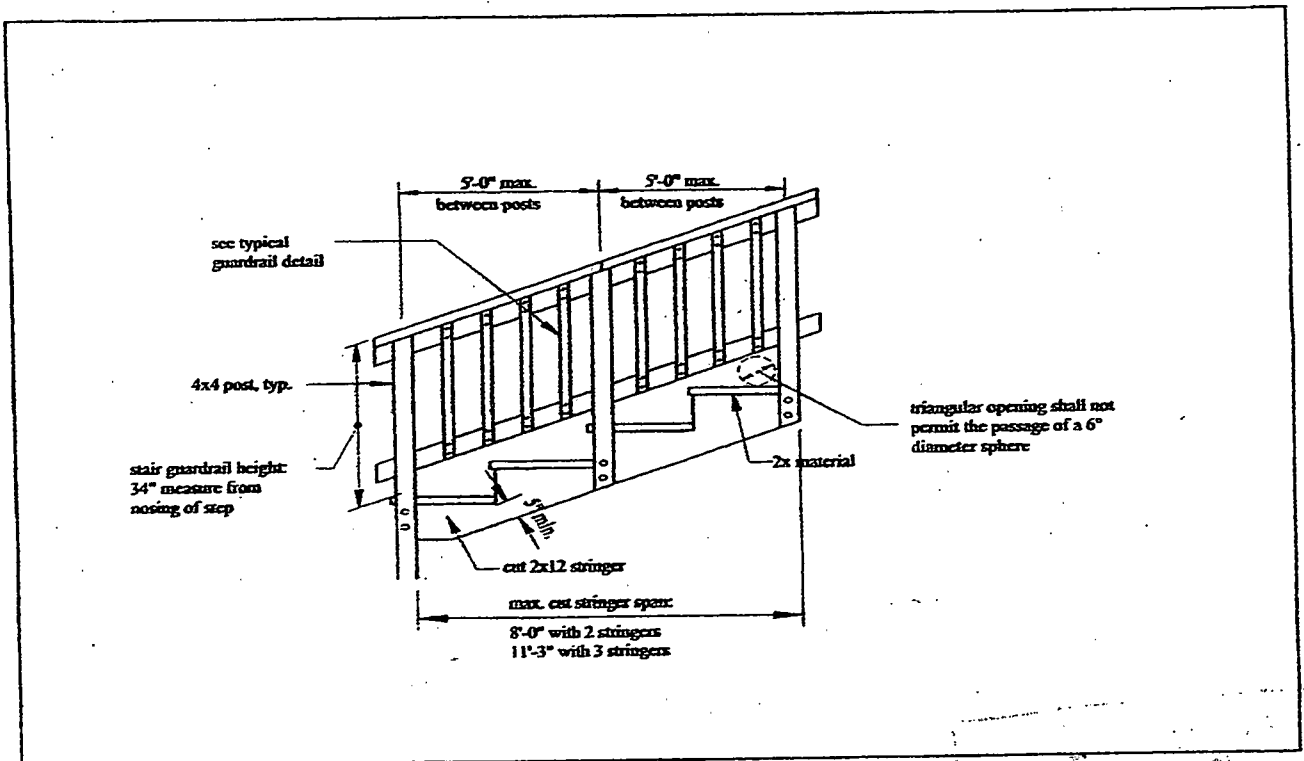 5'-0" max.
between posts
5'-0" max.
between posts
see typical
guardrail detail
4x4 post, typ.
stair guardrail height:
34" measure from
nosing of step
triangular opening shall not
permit the passage of a 6"
diameter sphere
2x material
5" min.
cut 2x12 stringer
max. cut stringer span:
8'-0" with 2 stringers
11'-3" with 3 stringers